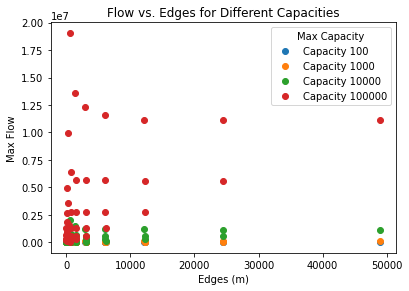 Flow vs. Edges for Different Capacities
1e7
2.00
1.75
1.50
1.25
1.00
0.75
0.50
0.25
0.00
Max Flow
Max Capacity
Capacity 100
Capacity 1000
Capacity 10000
Capacity 100000
0 10000 20000 30000 40000 50000
Edges (m)